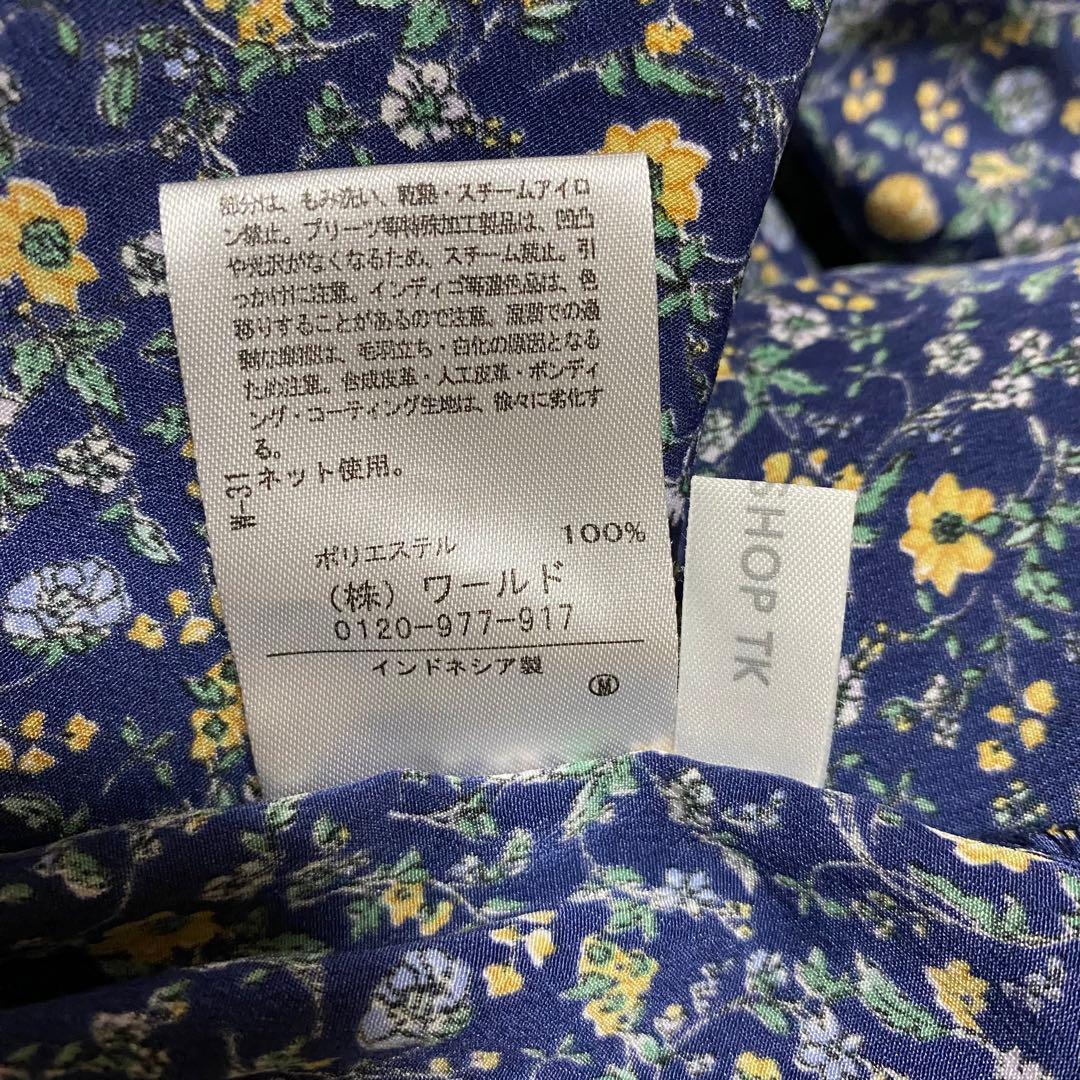 部分は、もみ洗い、乾熱・スチームアイロ
ン禁止。プリーツ等特殊加工製品は、凹凸
や光沢がなくなるため、スチーム禁止。引
っかけに注意。インディゴ等濃色品は、色
移りすることがあるので注意。湿潤での過
剰な摩擦は、毛羽立ち・白化の原因となる
ため注意。合成皮革・人工皮革・ボンディ
ング・コーティング生地は、徐々に劣化す
る。
W-31
ネット使用。
ポリエステル 100%
(株)ワールド
0120-977-917
インドネシア製
M
SHOP TK